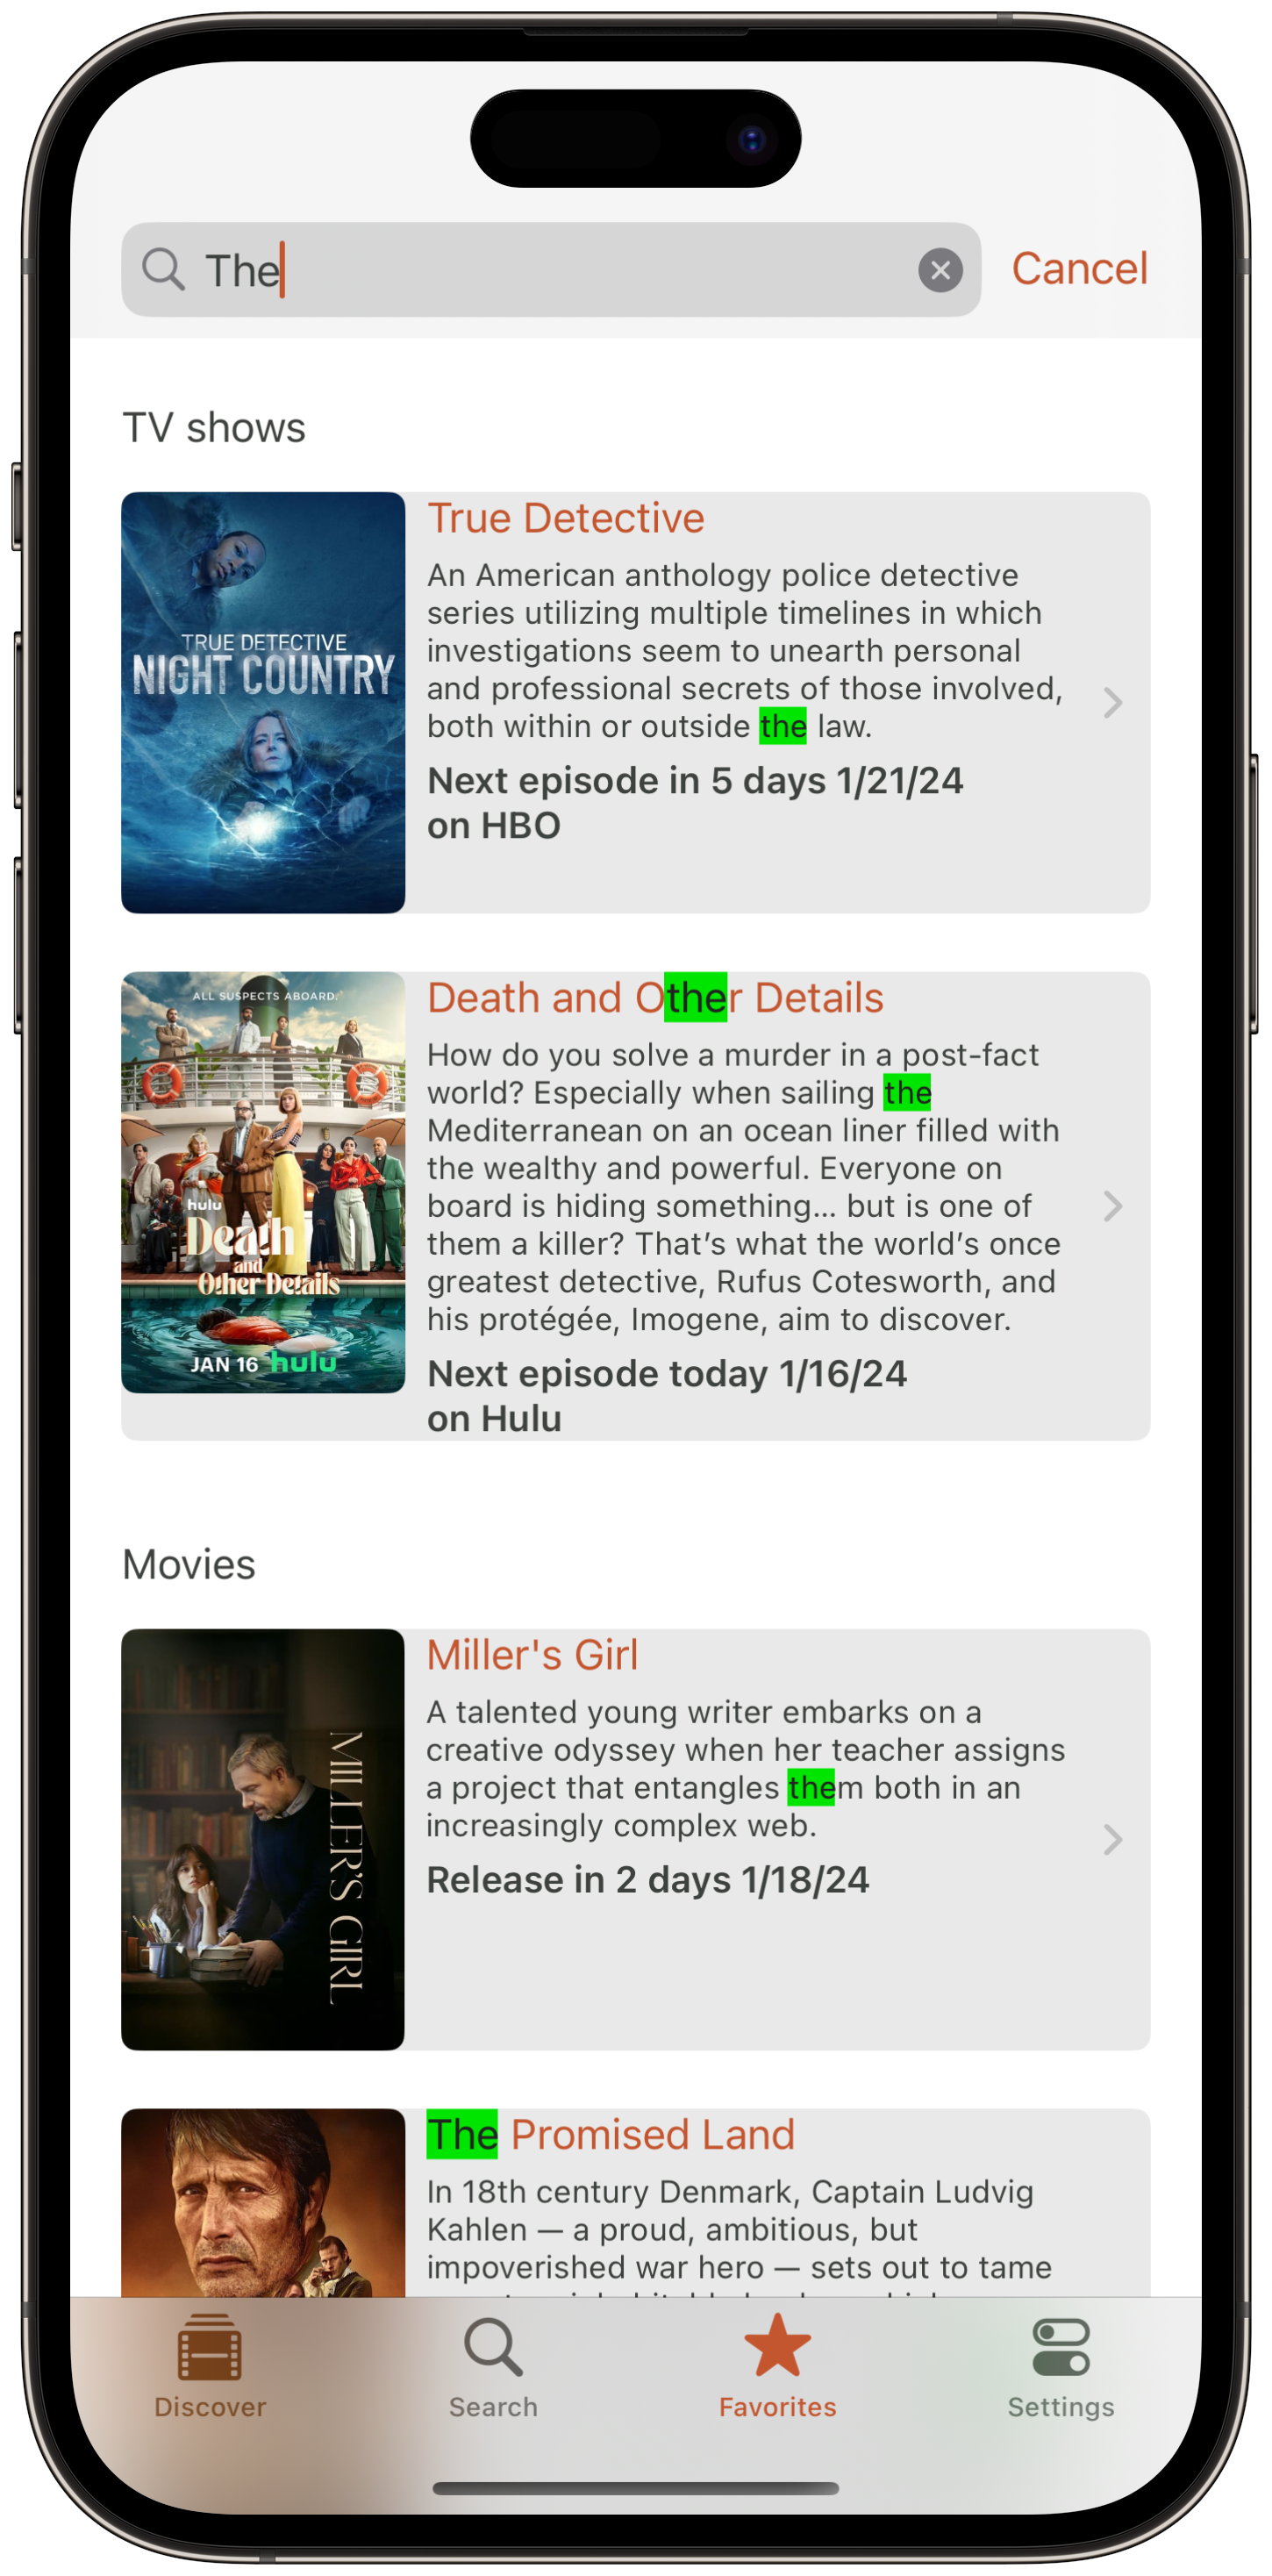 The
Cancel
TV shows
TRUE DETECTIVE
NIGHT COUNTRY
True Detective
An American anthology police detective
series utilizing multiple timelines in which
investigations seem to unearth personal
and professional secrets of those involved,
both within or outside the law.
Next episode in 5 days 1/21/24
on HBO
ALL SUSPECTS ABOARD.
hulu
Death
and
Other Details
JAN 16 hulu
Death and Other Details
How do you solve a murder in a post-fact
world? Especially when sailing the
Mediterranean on an ocean liner filled with
the wealthy and powerful. Everyone on
board is hiding something... but is one of
them a killer? That’s what the world’s once
greatest detective, Rufus Cotesworth, and
his protégée, Imogene, aim to discover.
Next episode today 1/16/24
on Hulu
Movies
MILLER'S GIRL
Miller's Girl
A talented young writer embarks on a
creative odyssey when her teacher assigns
a project that entangles them both in an
increasingly complex web.
Release in 2 days 1/18/24
The Promised Land
In 18th century Denmark, Captain Ludvig
Kahlen — a proud, ambitious, but
impoverished war hero — sets out to tame
Discover
Search
Favorites
Settings